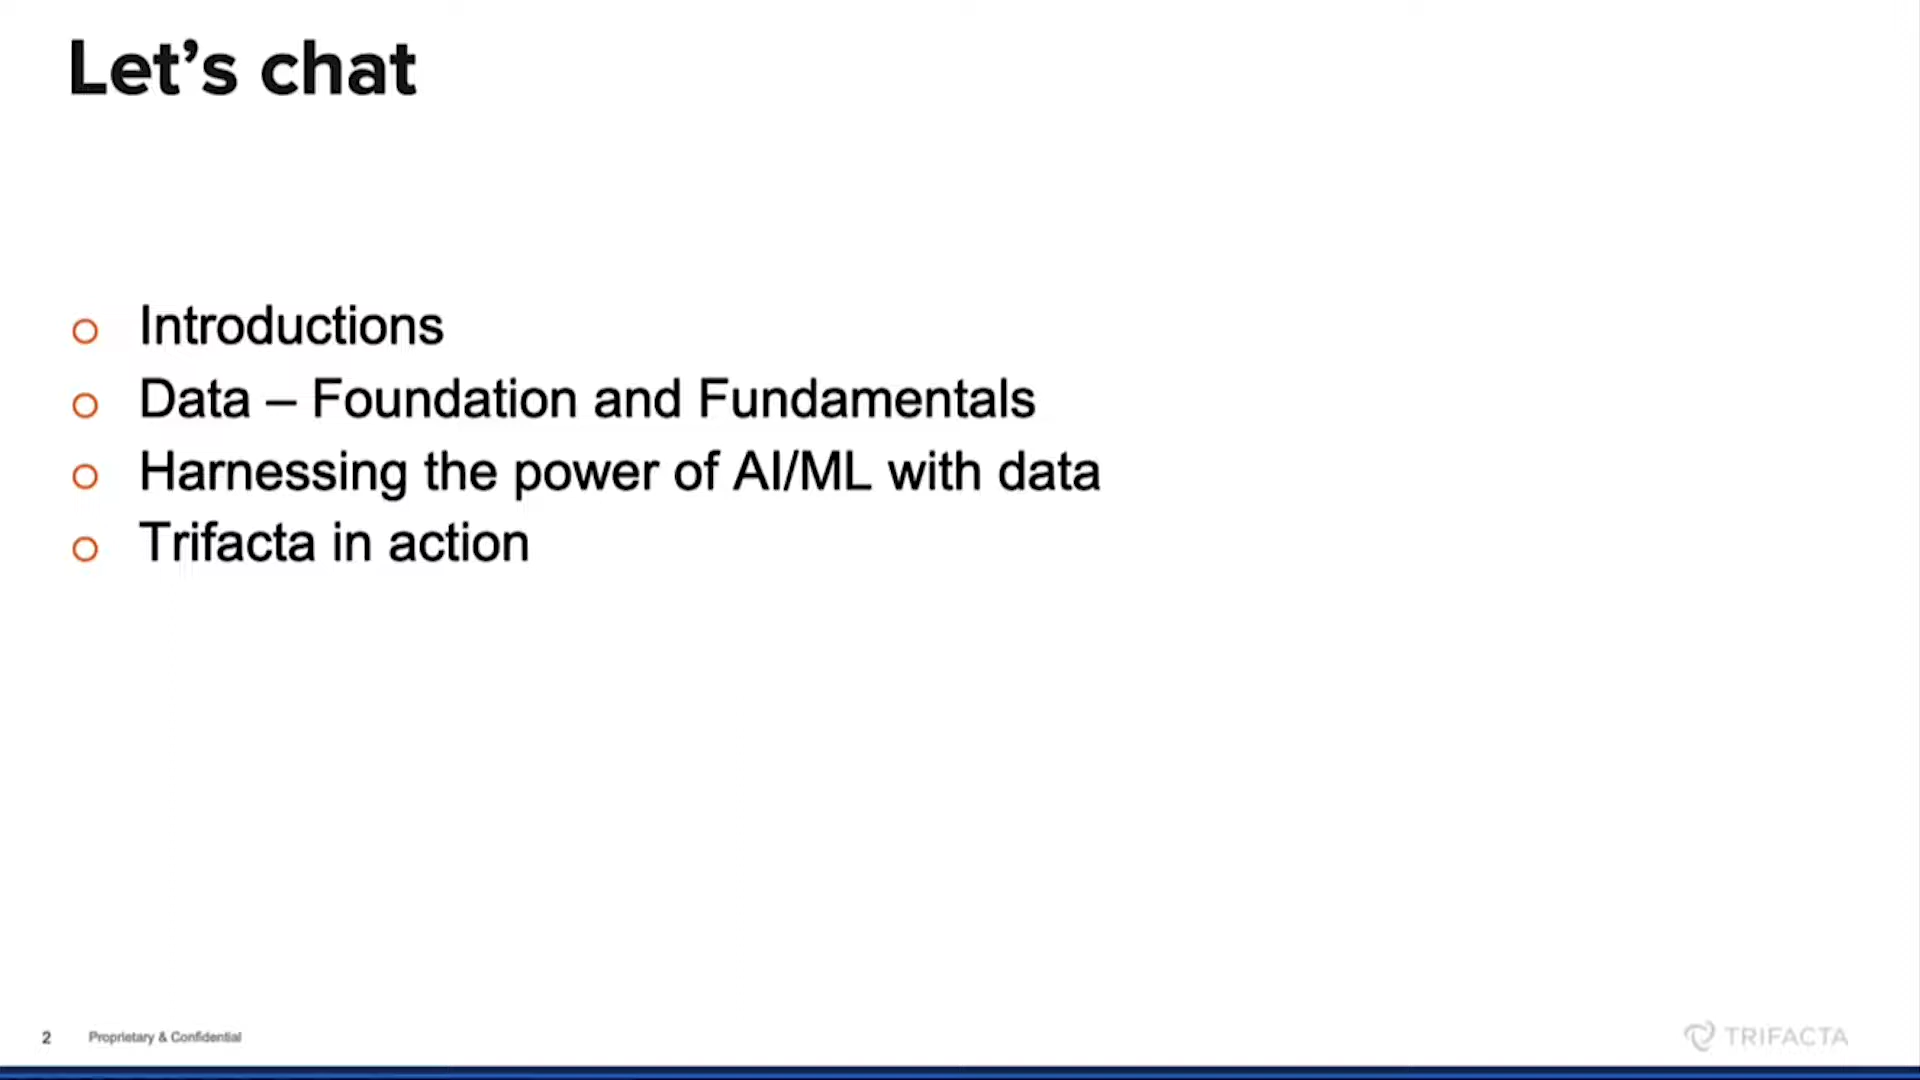 Let’s chat
Introductions
Data – Foundation and Fundamentals
Harnessing the power of AI/ML with data
Trifacta in action
2 Proprietary & Confidential
TRIFACTA